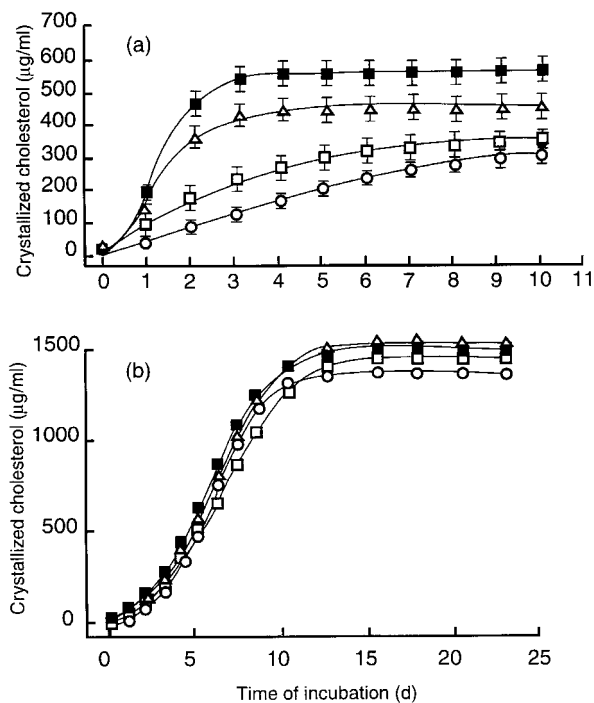 (a)
Crystallized cholesterol (µg/ml)
700
600
500
400
300
200
100
0
0 1 2 3 4 5 6 7 8 9 10 11
(b)
Crystallized cholesterol (µg/ml)
1500
1000
500
0
0 5 10 15 20 25
Time of incubation (d)